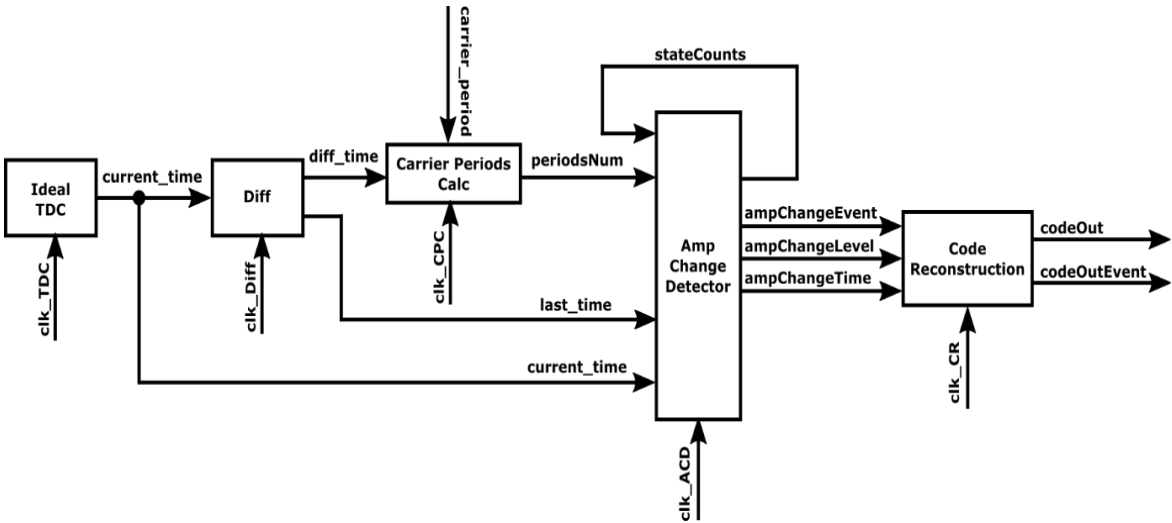 carrier_period
stateCounts
Ideal
TDC
current_time
Diff
diff_time
Carrier Periods
Calc
periodsNum
Amp
Change
Detector
ampChangeEvent
ampChangeLevel
ampChangeTime
Code
Reconstruction
codeOut
codeOutEvent
last_time
current_time
clk_TDC
clk_Diff
clk_CPC
clk_ACD
clk_CR